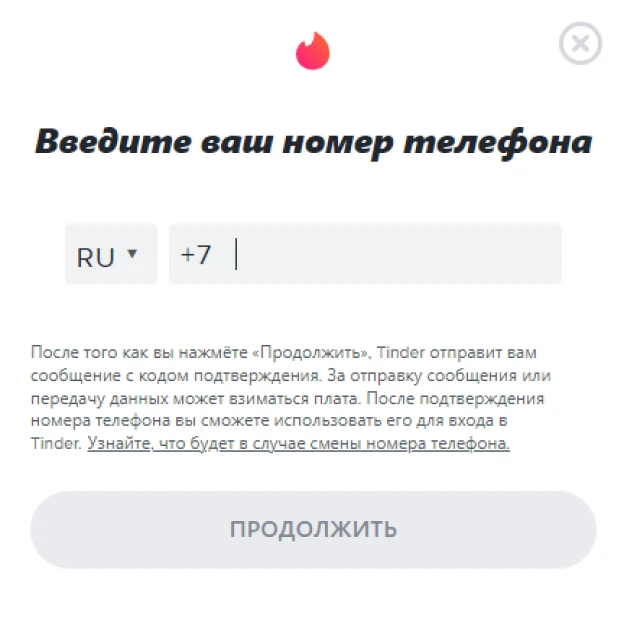 Введите ваш номер телефона
RU +7
После того как вы нажмёте «Продолжить», Tinder отправит вам
сообщение с кодом подтверждения. За отправку сообщения или
передачу данных может взиматься плата. После подтверждения
номера телефона вы сможете использовать его для входа в
Tinder. Узнайте, что будет в случае смены номера телефона.
ПРОДОЛЖИТЬ